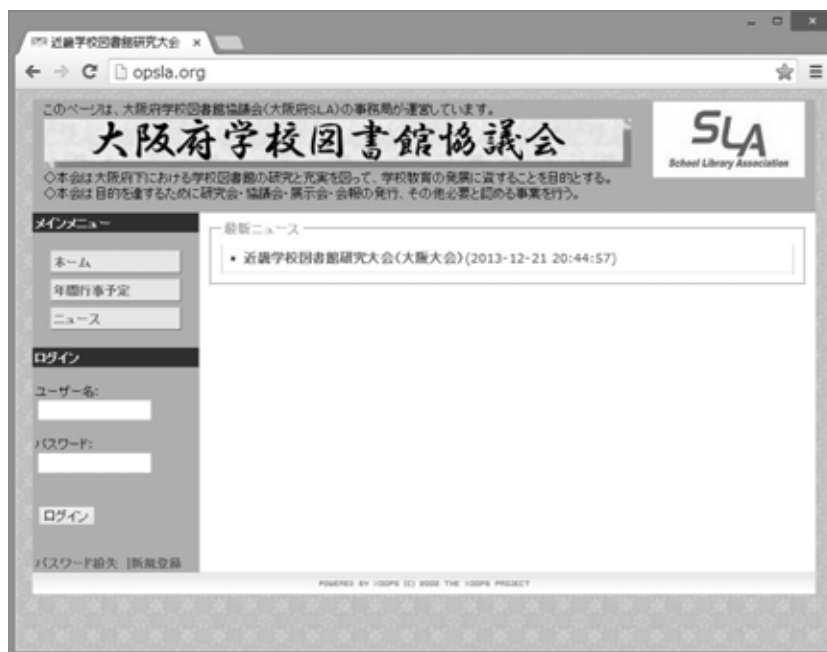 近畿学校図書館研究大会
opsla.org
このページは、大阪府学校図書館協議会(大阪府SLA)の事務局が運営しています。
大阪府学校図書館協議会
SLA
School Library Association
◇本会は大阪府下における学校図書館の研究と充実を図って、学校教育の発展に資することを目的とする。
◇本会は目的を達するために研究会・協議会・展示会・会報の発行、その他必要と認める事業を行う。
メインメニュー
ホーム
年間行事予定
ニュース
最新ニュース
• 近畿学校図書館研究大会(大阪大会)(2013-12-21 20:44:57)
ログイン
ユーザー名:
パスワード:
ログイン
パスワード紛失 |新規登録
POWERED BY XOOPS (C) 2002 THE XOOPS PROJECT